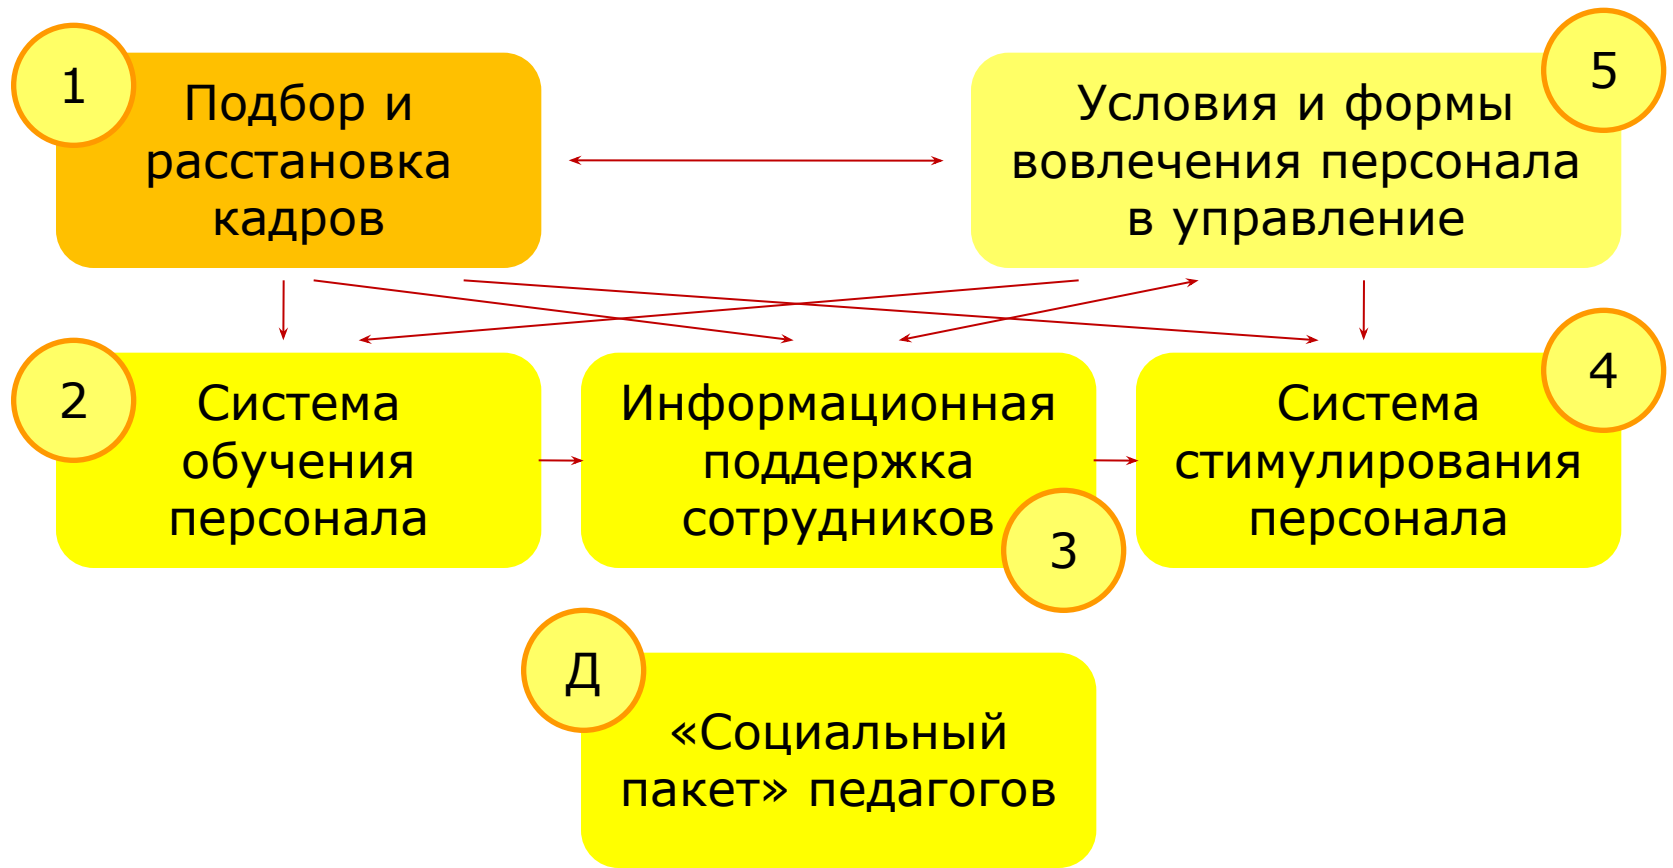 1
Подбор и
расстановка
кадров
5
Условия и формы
вовлечения персонала
в управление
2
Система
обучения
персонала
Информационная
поддержка
сотрудников
3
4
Система
стимулирования
персонала
Д
«Социальный
пакет» педагогов